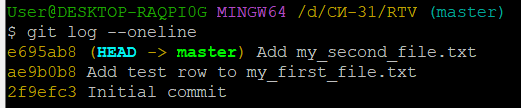 User@DESKTOP-RAQPI0G MINGW64 /d/СИ-31/RTV (master)
$ git log --oneline
e695ab8 (HEAD -> master) Add my_second_file.txt
ae9b0b8 Add test row to my_first_file.txt
2f9efc3 Initial commit